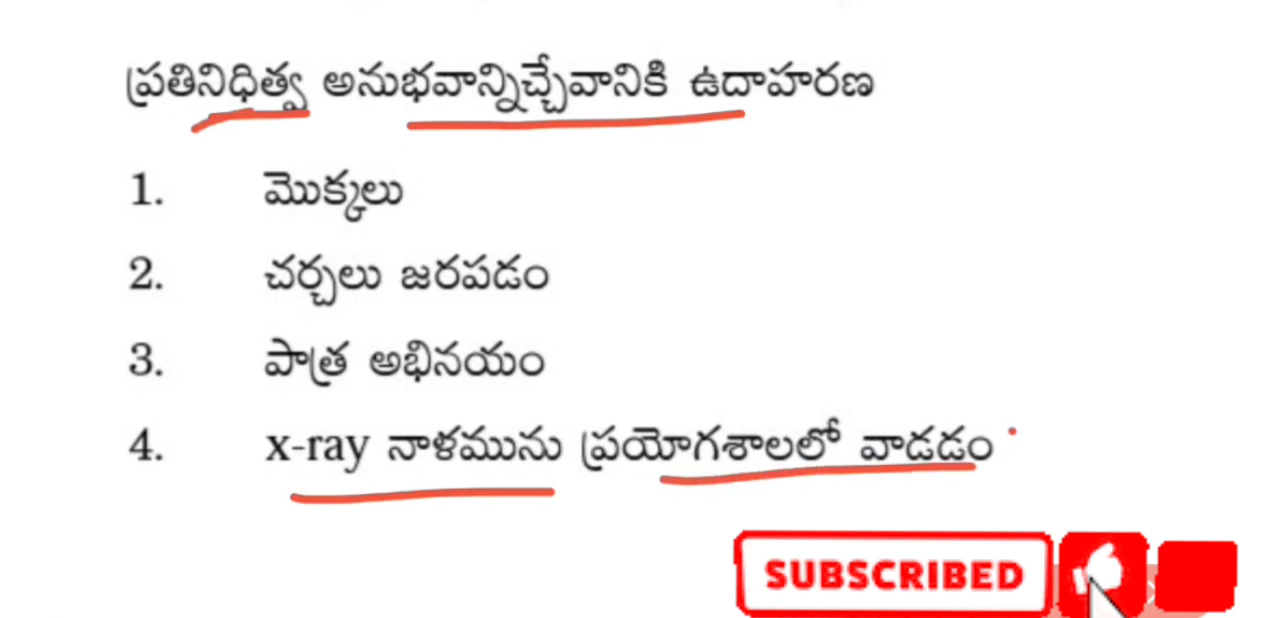 ప్రతినిధిత్వ అనుభవాన్నిచ్చేవానికి ఉదాహరణ
1. మొక్కలు
2. చర్చలు జరపడం
3. పాత్ర అభినయం
4. x-ray నాళమును ప్రయోగశాలలో వాడడం
SUBSCRIBED